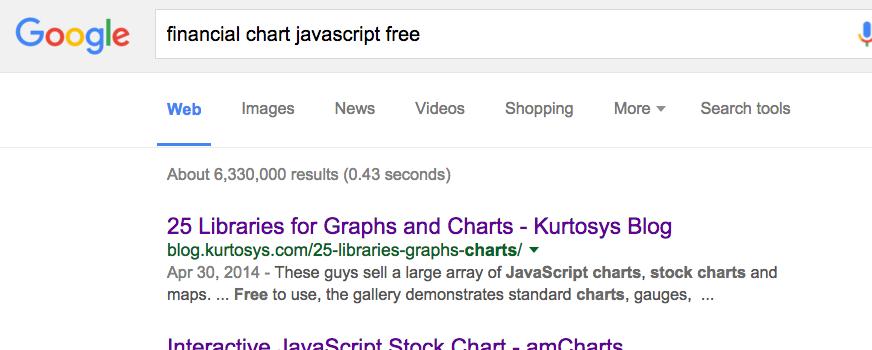 Google
financial chart javascript free
Web Images News Videos Shopping More Search tools
About 6,330,000 results (0.43 seconds)
25 Libraries for Graphs and Charts - Kurtosys Blog
blog.kurtosys.com/25-libraries-graphs-charts/
Apr 30, 2014 - These guys sell a large array of JavaScript charts, stock charts and
maps. ... Free to use, the gallery demonstrates standard charts, gauges, ...
Interactive JavaScript Stock Chart - amCharts